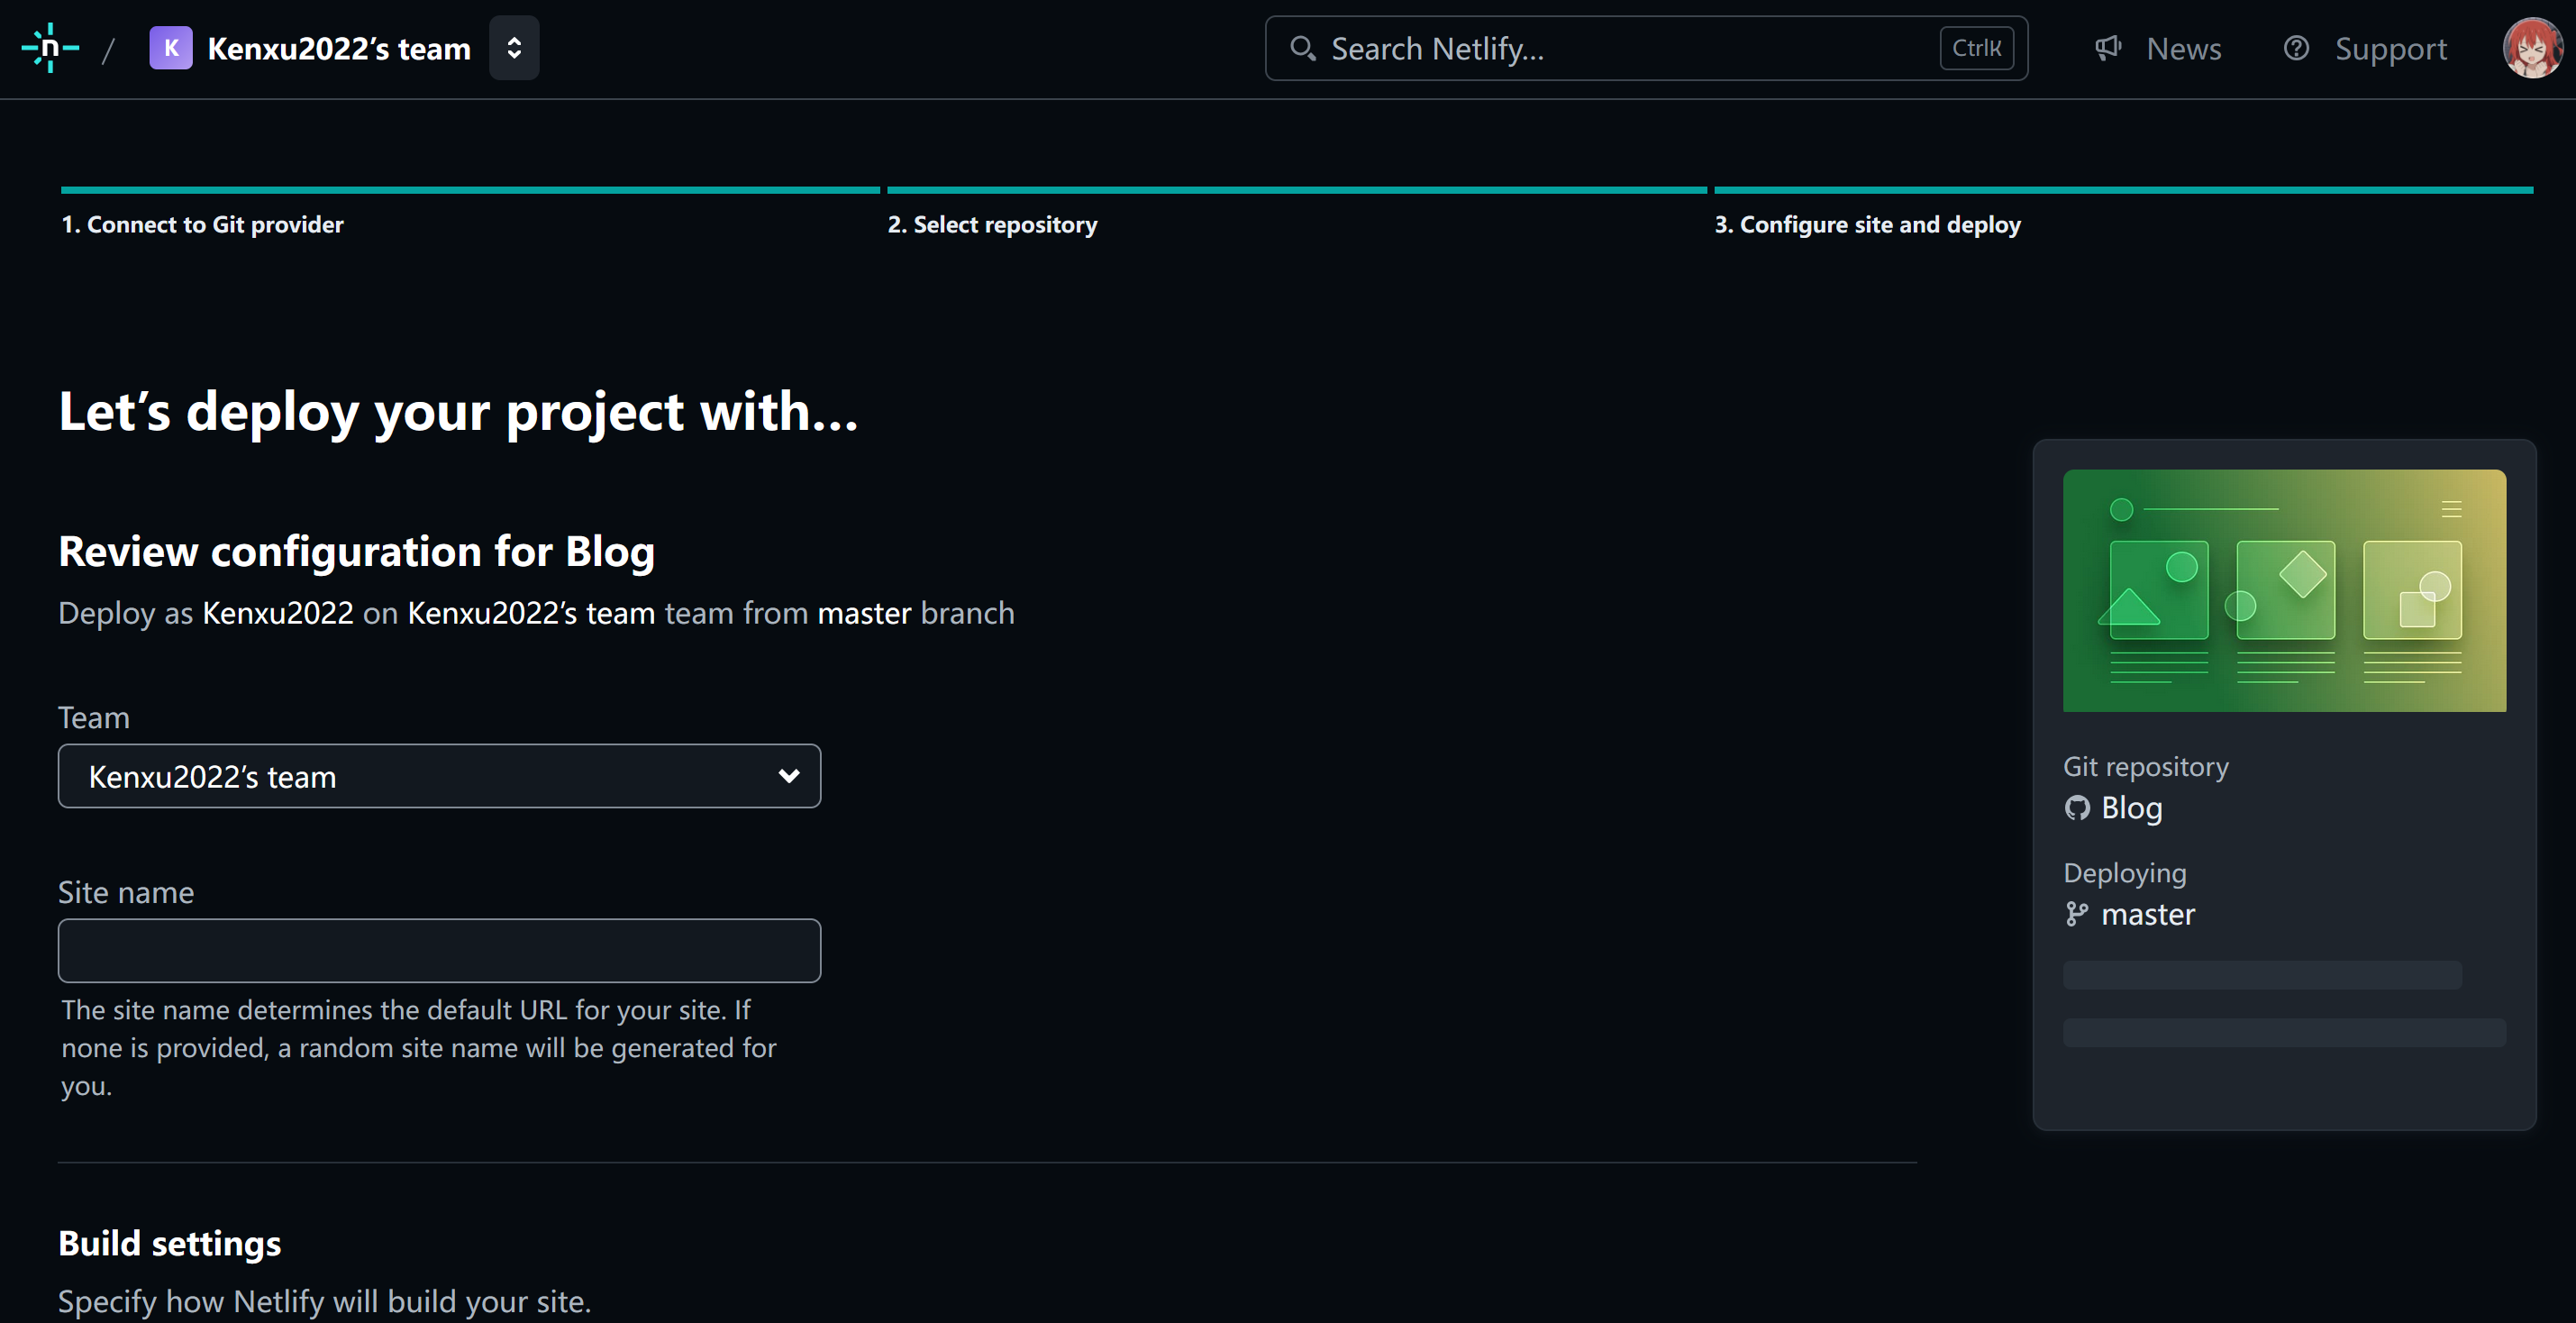 n / K Kenxu2022’s team Search Netlify... CtrlK News Support
1. Connect to Git provider
2. Select repository
3. Configure site and deploy
Let’s deploy your project with…
Review configuration for Blog
Deploy as Kenxu2022 on Kenxu2022’s team team from master branch
Team
Kenxu2022’s team
Site name
The site name determines the default URL for your site. If
none is provided, a random site name will be generated for
you.
Git repository
Blog
Deploying
master
Build settings
Specify how Netlify will build your site.